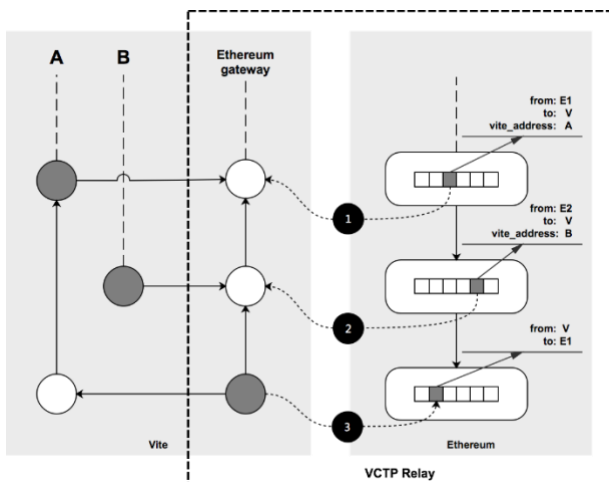 A
B
Ethereum
gateway
from: E1
to: V
vite_address: A
1
from: E2
to: V
vite_address: B
2
from: V
to: E1
3
Vite
Ethereum
VCTP Relay